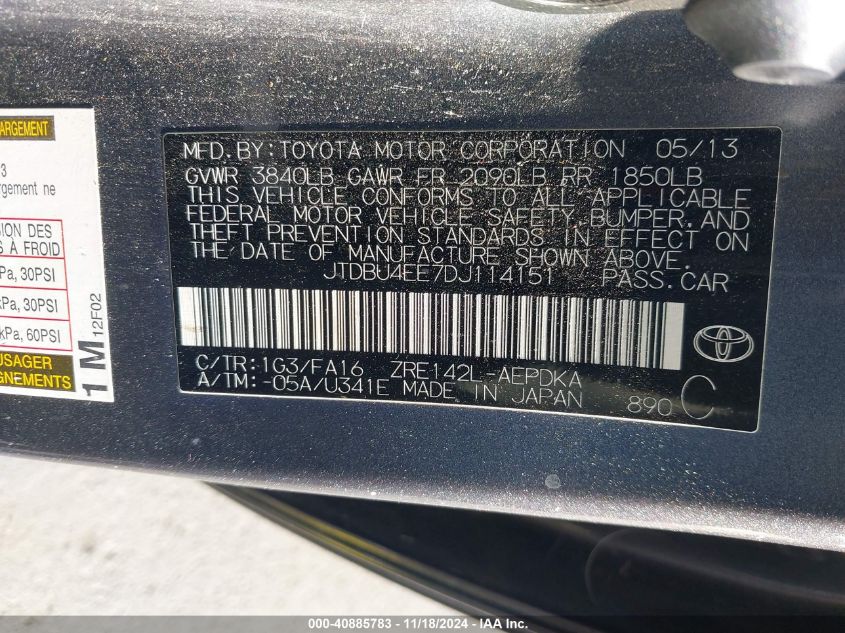 ARGEMENT
3
rgement ne
SION DES
S À FROID
Pa, 30PSI
kPa, 30PSI
kPa, 60PSI
USAGER
GNEMENTS
1 M 12F02
MFD. BY: TOYOTA MOTOR CORPORATION 05/13
GVWR 3840LB GAWR FR 2090LB RR 1850LB
THIS VEHICLE CONFORMS TO ALL APPLICABLE
FEDERAL MOTOR VEHICLE SAFETY, BUMPER, AND
THEFT PREVENTION STANDARDS IN EFFECT ON
THE DATE OF MANUFACTURE SHOWN ABOVE.
JTDBU4EE7DJ114151 PASS. CAR
C/TR: 1G3/FA16 ZRE142L-AEPDKA
A/TM: -05A/U341E MADE IN JAPAN 890 C
000-40885783 - 11/18/2024 - IAA Inc.